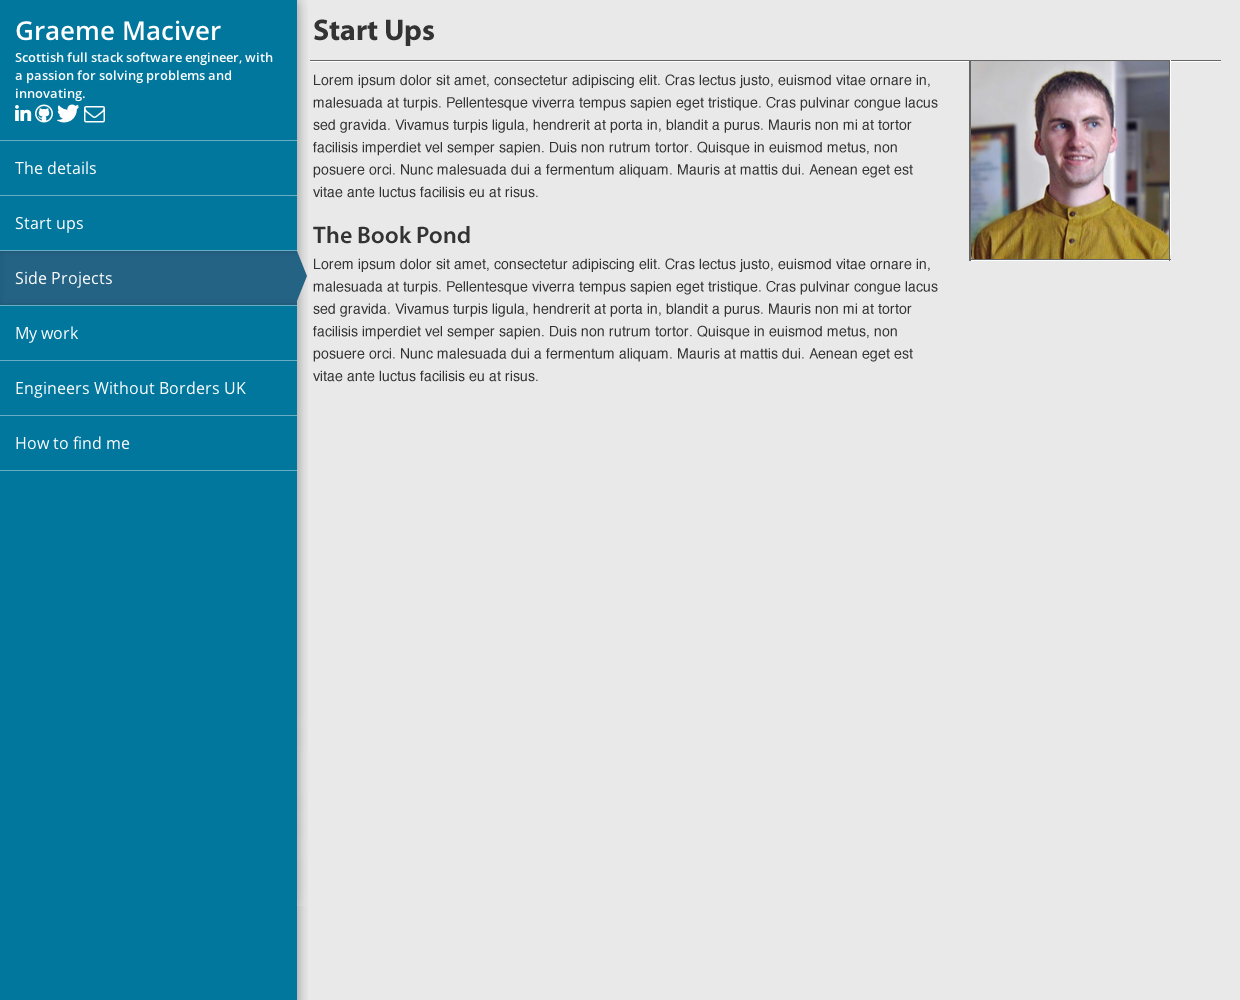 Graeme Maciver
Scottish full stack software engineer, with
a passion for solving problems and
innovating.
The details
Start ups
Side Projects
My work
Engineers Without Borders UK
How to find me
Start Ups
Lorem ipsum dolor sit amet, consectetur adipiscing elit. Cras lectus justo, euismod vitae ornare in,
malesuada at turpis. Pellentesque viverra tempus sapien eget tristique. Cras pulvinar congue lacus
sed gravida. Vivamus turpis ligula, hendrerit at porta in, blandit a purus. Mauris non mi at tortor
facilisis imperdiet vel semper sapien. Duis non rutrum tortor. Quisque in euismod metus, non
posuere orci. Nunc malesuada dui a fermentum aliquam. Mauris at mattis dui. Aenean eget est
vitae ante luctus facilisis eu at risus.
The Book Pond
Lorem ipsum dolor sit amet, consectetur adipiscing elit. Cras lectus justo, euismod vitae ornare in,
malesuada at turpis. Pellentesque viverra tempus sapien eget tristique. Cras pulvinar congue lacus
sed gravida. Vivamus turpis ligula, hendrerit at porta in, blandit a purus. Mauris non mi at tortor
facilisis imperdiet vel semper sapien. Duis non rutrum tortor. Quisque in euismod metus, non
posuere orci. Nunc malesuada dui a fermentum aliquam. Mauris at mattis dui. Aenean eget est
vitae ante luctus facilisis eu at risus.